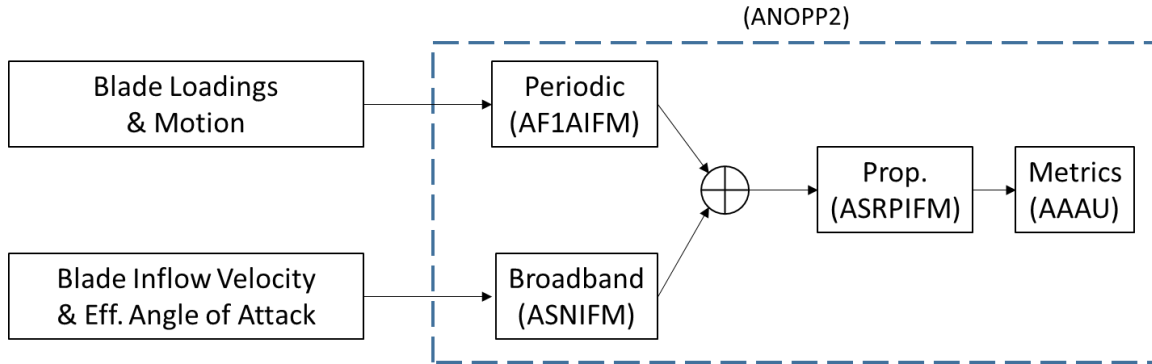 (ANOPP2)
Blade Loadings
& Motion
Periodic
(AF1AIFM)
Prop.
(ASRPIFM)
Metrics
(AAAU)
Blade Inflow Velocity
& Eff. Angle of Attack
Broadband
(ASNIFM)